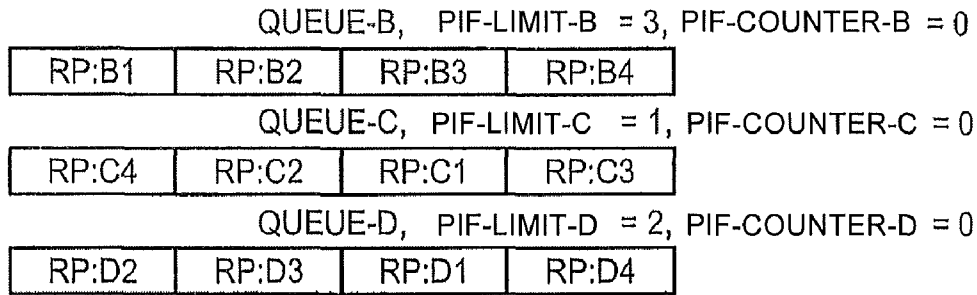 QUEUE-B, PIF-LIMIT-B = 3, PIF-COUNTER-B = 0
RP:B1 RP:B2 RP:B3 RP:B4
QUEUE-C, PIF-LIMIT-C = 1, PIF-COUNTER-C = 0
RP:C4 RP:C2 RP:C1 RP:C3
QUEUE-D, PIF-LIMIT-D = 2, PIF-COUNTER-D = 0
RP:D2 RP:D3 RP:D1 RP:D4